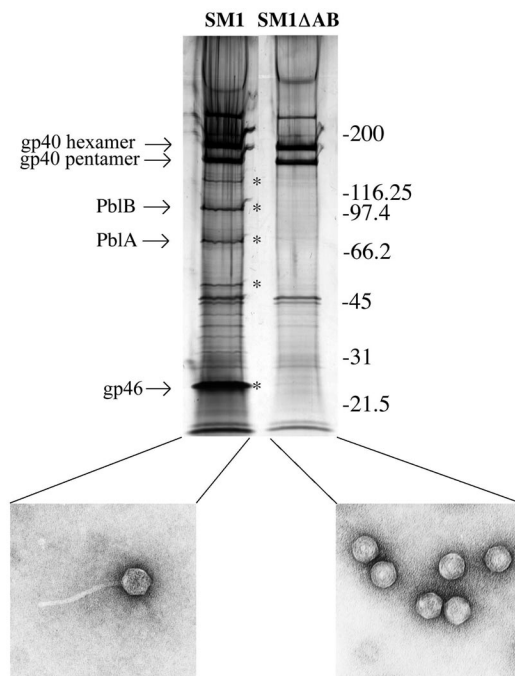 SM1 SM1ΔAB
gp40 hexamer
gp40 pentamer
PblB
PblA
gp46
-200
-116.25
-97.4
-66.2
-45
-31
-21.5
*
*
*
*
*